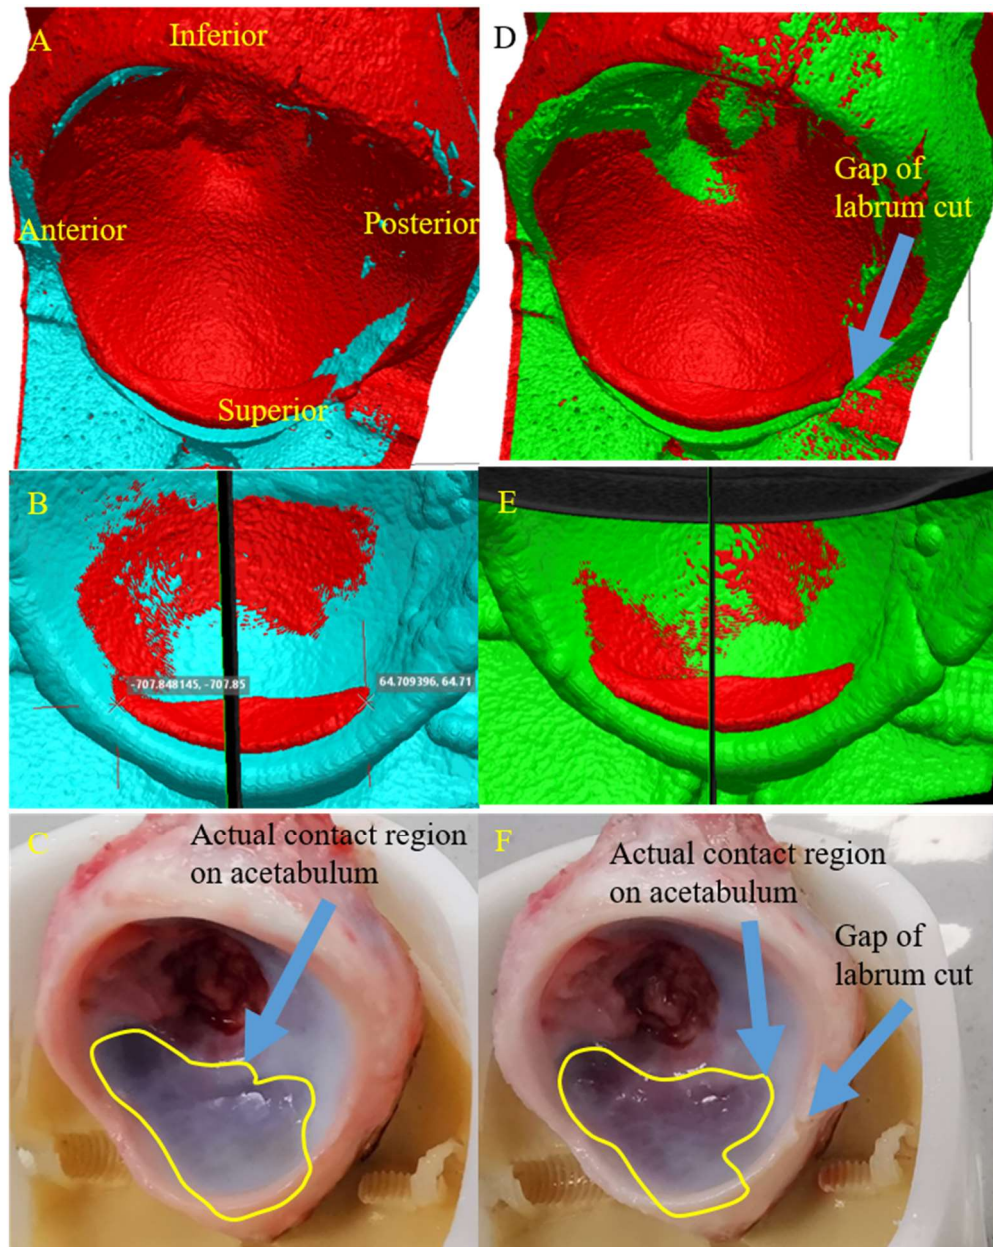 A
Inferior
Anterior
Posterior
Superior
D
Gap of
labrum cut
B
-707.848145, -707.85
64.709396, 64.71
E
C
Actual contact region
on acetabulum
F
Actual contact region
on acetabulum
Gap of
labrum cut